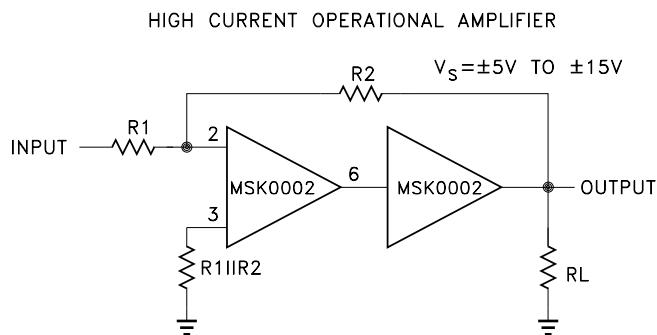 HIGH CURRENT OPERATIONAL AMPLIFIER
R2
VS=±5V TO ±15V
R1
INPUT
2
MSK0002
6
MSK0002
OUTPUT
3
R1IIR2
RL